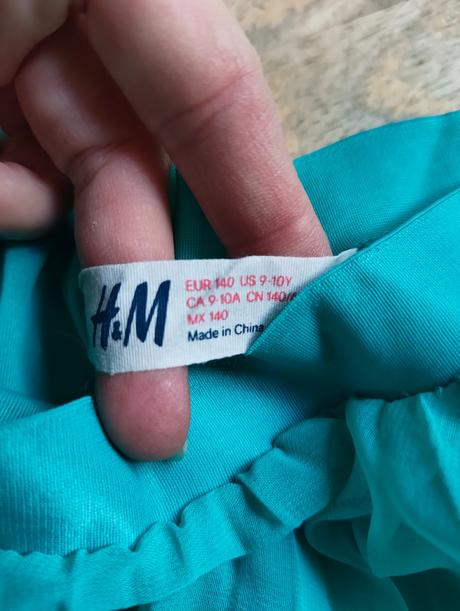 H&M
EUR 140 US 9-10Y
CA 9-10A CN 140/
MX 140
Made in China